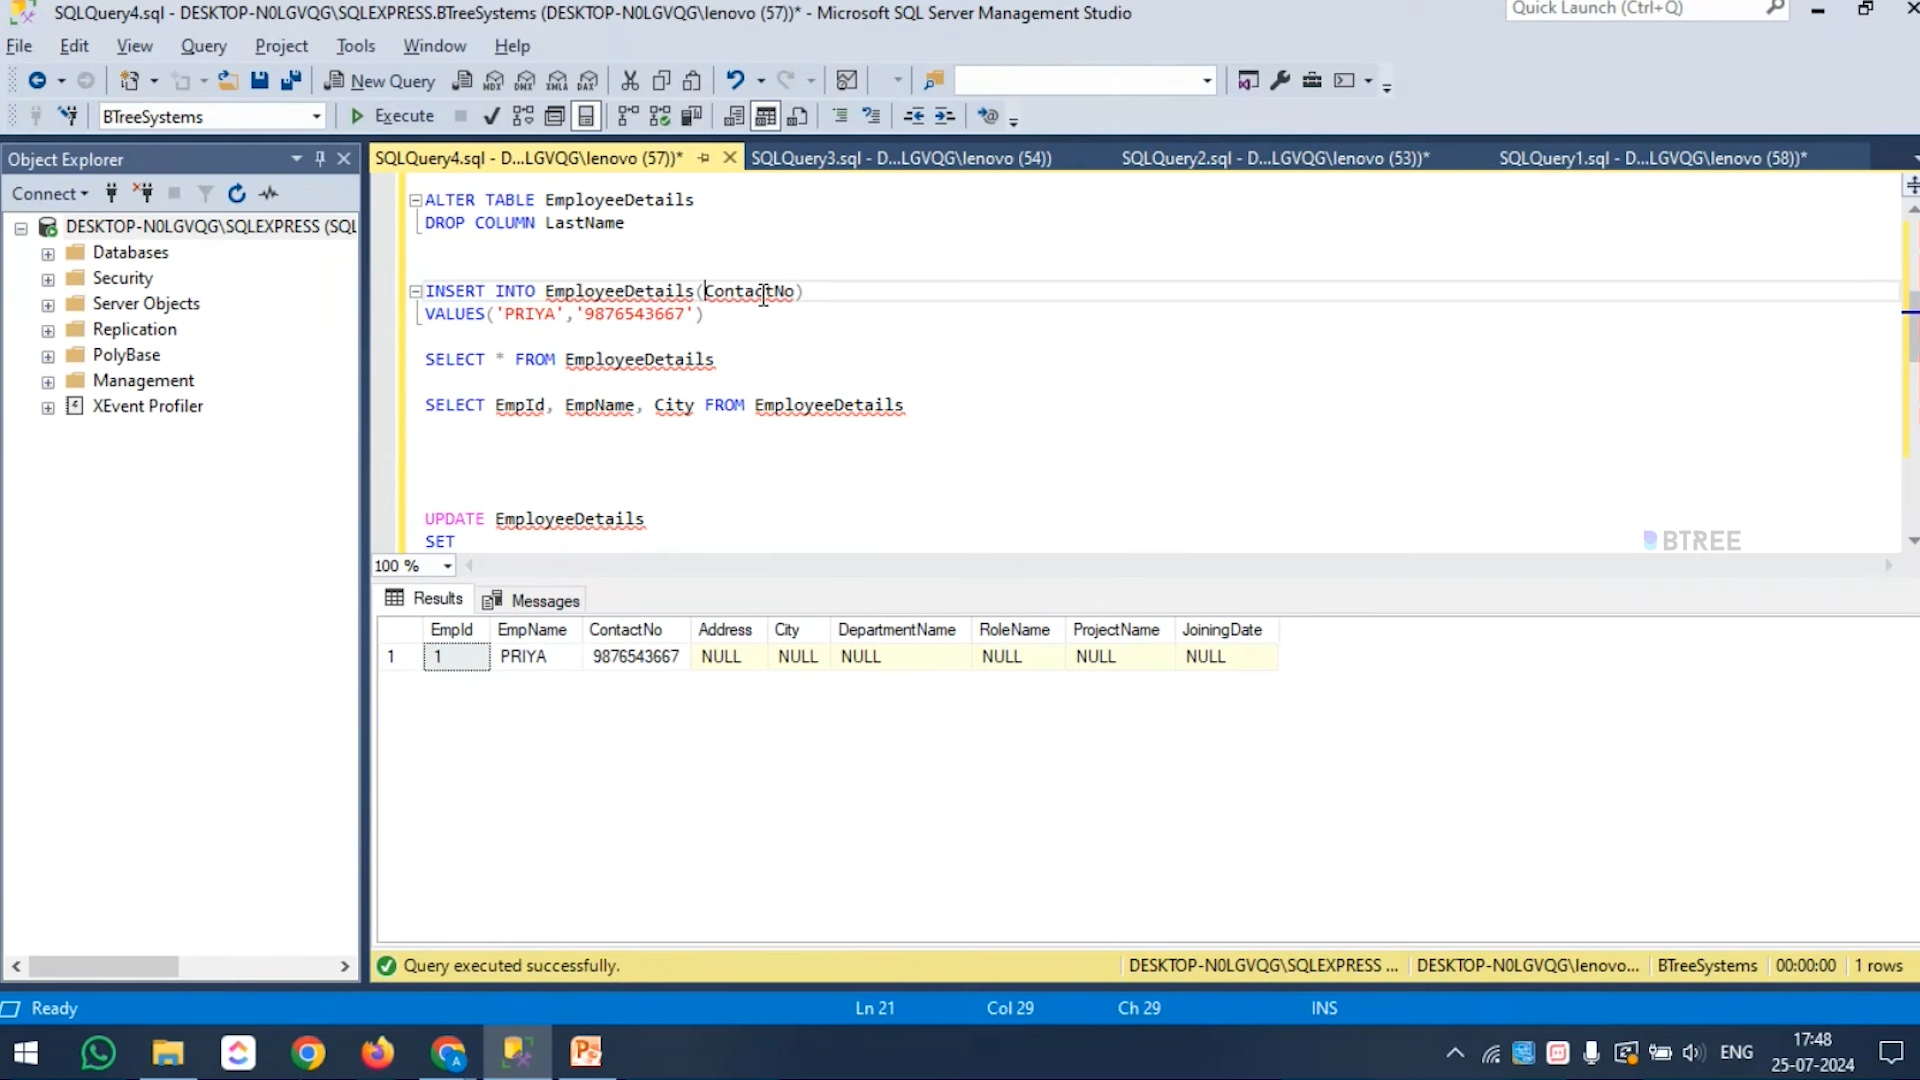 SQLQuery4.sql - DESKTOP-N0LGVQG\SQLEXPRESS.BTreeSystems (DESKTOP-N0LGVQG\lenovo (57))* - Microsoft SQL Server Management Studio
Quick Launch (Ctrl+Q)
File Edit View Query Project Tools Window Help
New Query MDX DMX XMLA DAX
BTreeSystems Execute
Object Explorer
SQLQuery4.sql - D...LGVQG\lenovo (57))* SQLQuery3.sql - D...LGVQG\lenovo (54)) SQLQuery2.sql - D...LGVQG\lenovo (53))* SQLQuery1.sql - D...LGVQG\lenovo (58))*
Connect
DESKTOP-N0LGVQG\SQLEXPRESS (SQL
Databases
Security
Server Objects
Replication
PolyBase
Management
XEvent Profiler
ALTER TABLE EmployeeDetails
DROP COLUMN LastName
INSERT INTO EmployeeDetails(ContactNo)
VALUES('PRIYA','9876543667')
SELECT * FROM EmployeeDetails
SELECT EmpId, EmpName, City FROM EmployeeDetails
UPDATE EmployeeDetails
SET
BTREE
100 %
Results Messages
EmpId EmpName ContactNo Address City DepartmentName RoleName ProjectName JoiningDate
1 1 PRIYA 9876543667 NULL NULL NULL NULL NULL NULL
Query executed successfully. DESKTOP-N0LGVQG\SQLEXPRESS ... DESKTOP-N0LGVQG\lenovo... BTreeSystems 00:00:00 1 rows
Ready Ln 21 Col 29 Ch 29 INS
ENG 17:48
25-07-2024